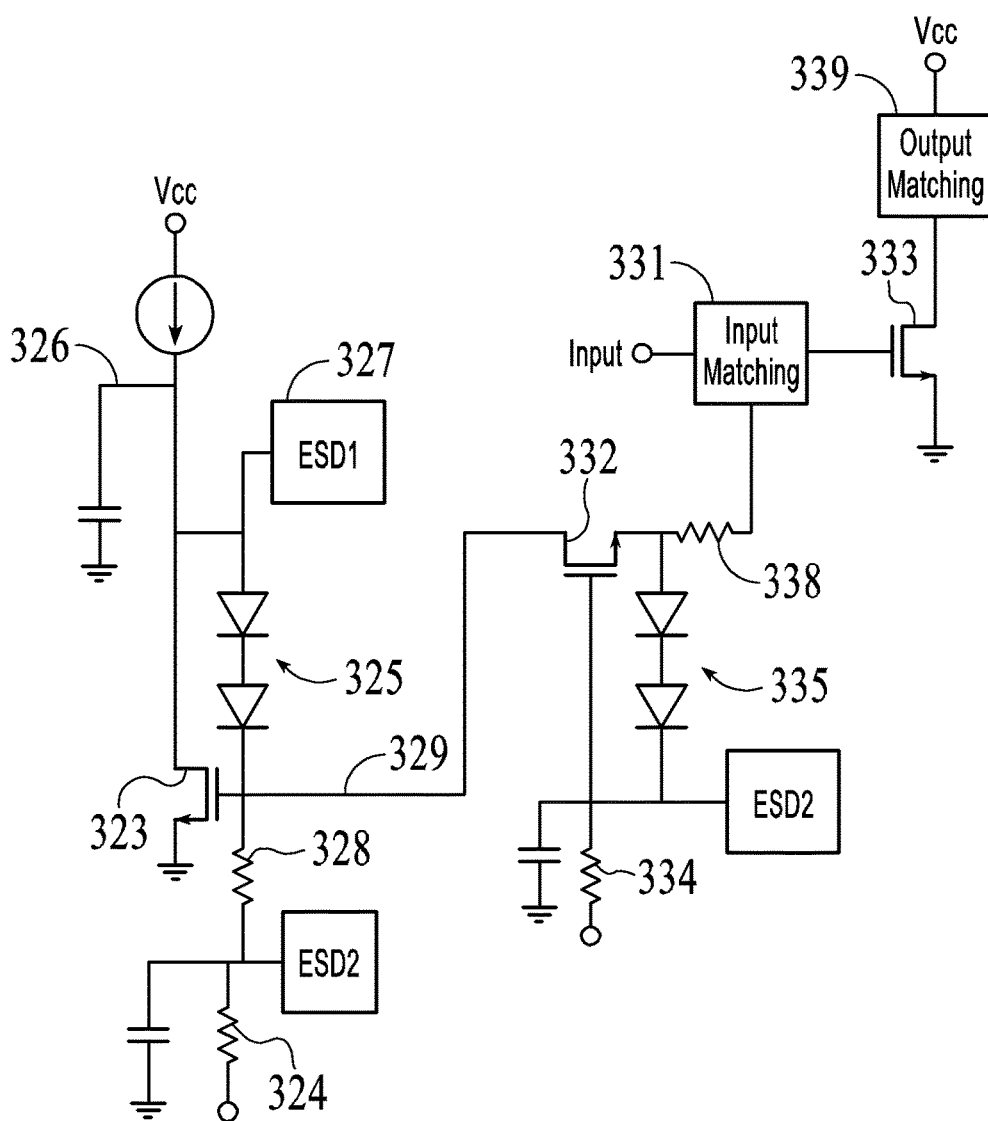 Vcc
339
Output
Matching
Vcc
333
331
Input
Input
Matching
326
327
ESD1
332
338
325
335
329
ESD2
323
328
334
ESD2
324